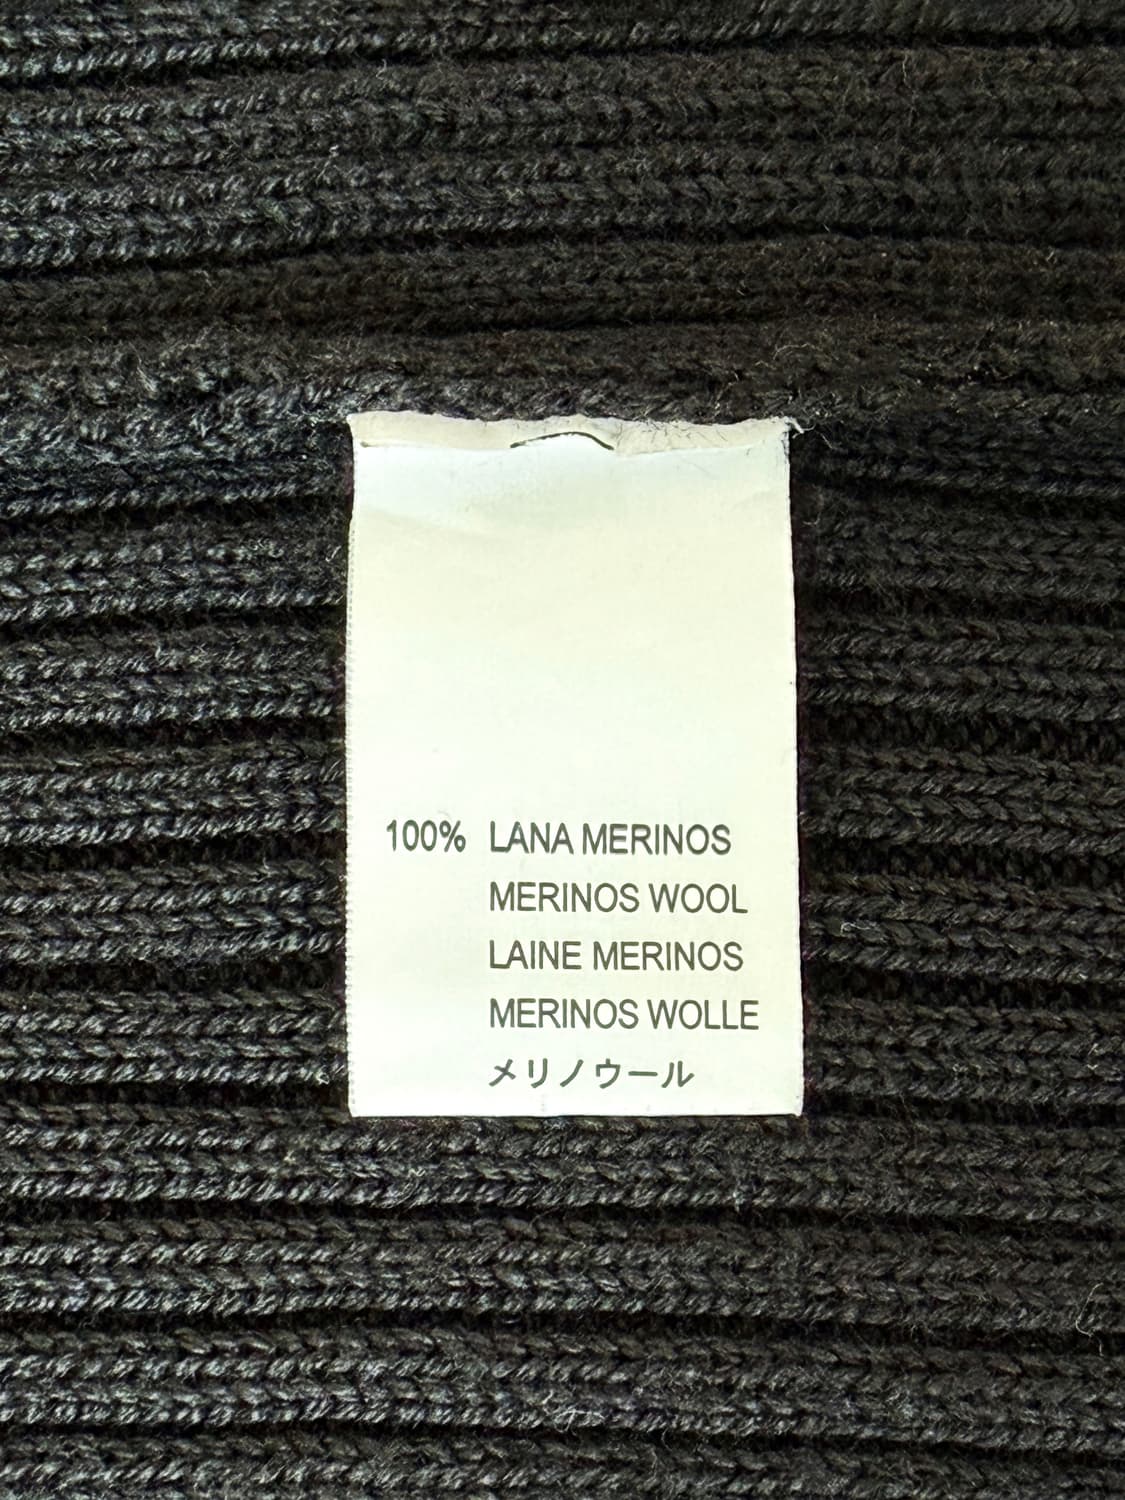 100% LANA MERINOS
MERINOS WOOL
LAINE MERINOS
MERINOS WOLLE
メリノウール